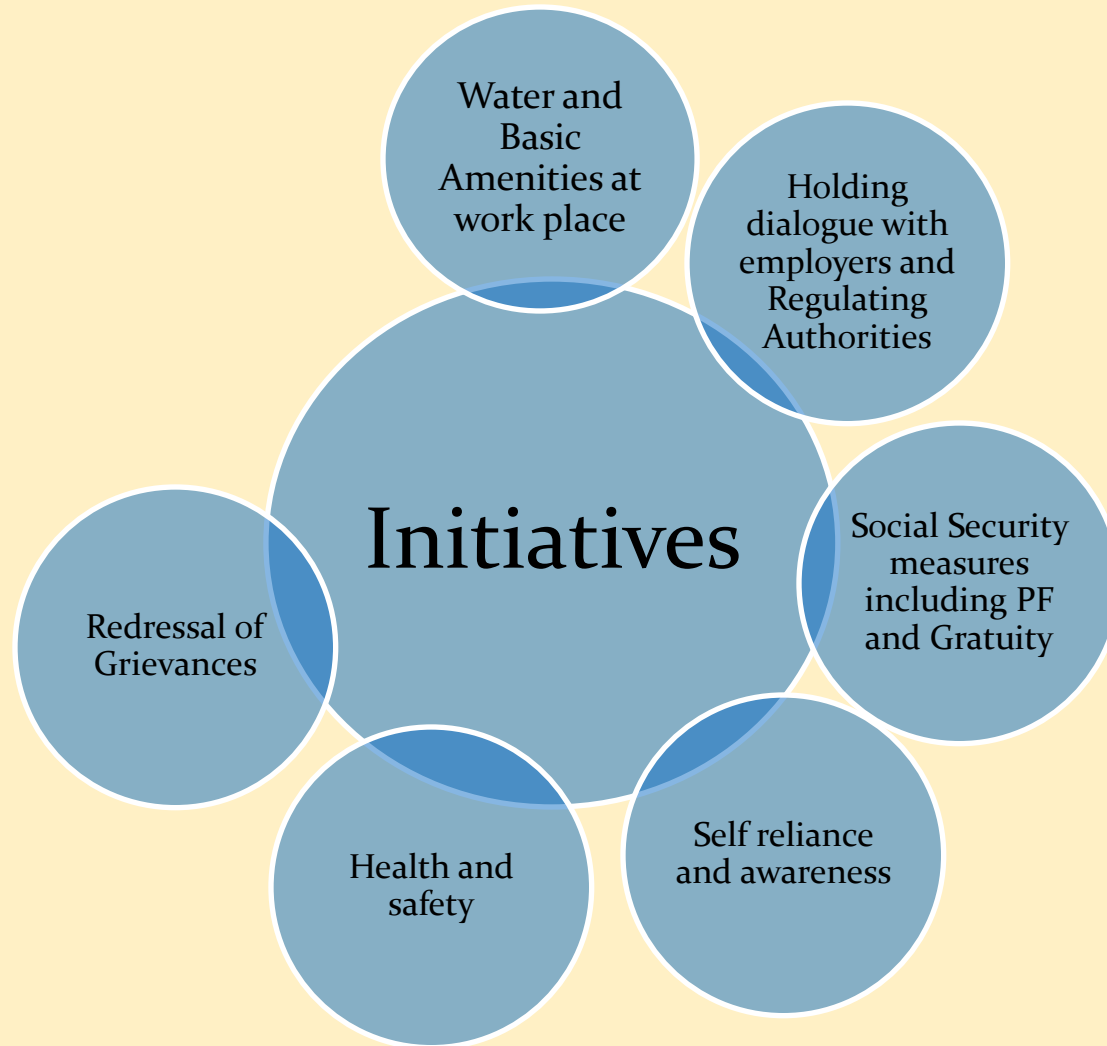 Water and
Basic
Amenities at
work place
Holding
dialogue with
employers and
Regulating
Authorities
Initiatives
Social Security
measures
including PF
and Gratuity
Redressal of
Grievances
Self reliance
and awareness
Health and
safety